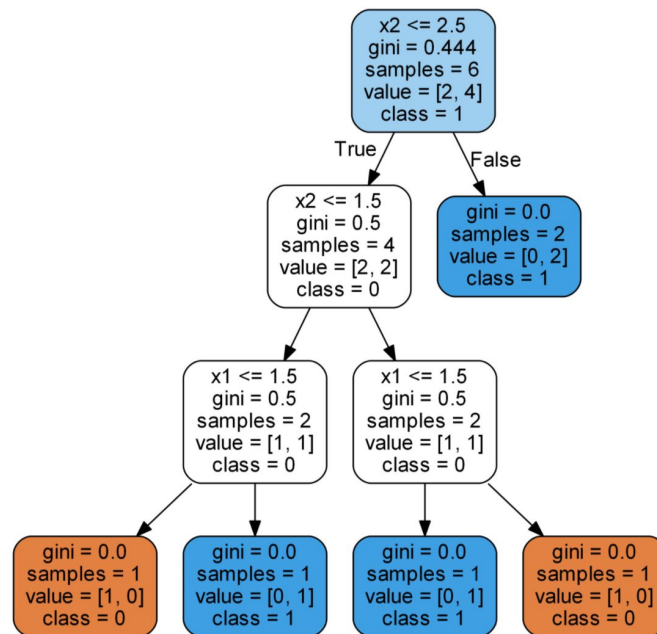 x2 <= 2.5
gini = 0.444
samples = 6
value = [2, 4]
class = 1
True
False
x2 <= 1.5
gini = 0.5
samples = 4
value = [2, 2]
class = 0
gini = 0.0
samples = 2
value = [0, 2]
class = 1
x1 <= 1.5
gini = 0.5
samples = 2
value = [1, 1]
class = 0
x1 <= 1.5
gini = 0.5
samples = 2
value = [1, 1]
class = 0
gini = 0.0
samples = 1
value = [1, 0]
class = 0
gini = 0.0
samples = 1
value = [0, 1]
class = 1
gini = 0.0
samples = 1
value = [0, 1]
class = 1
gini = 0.0
samples = 1
value = [1, 0]
class = 0